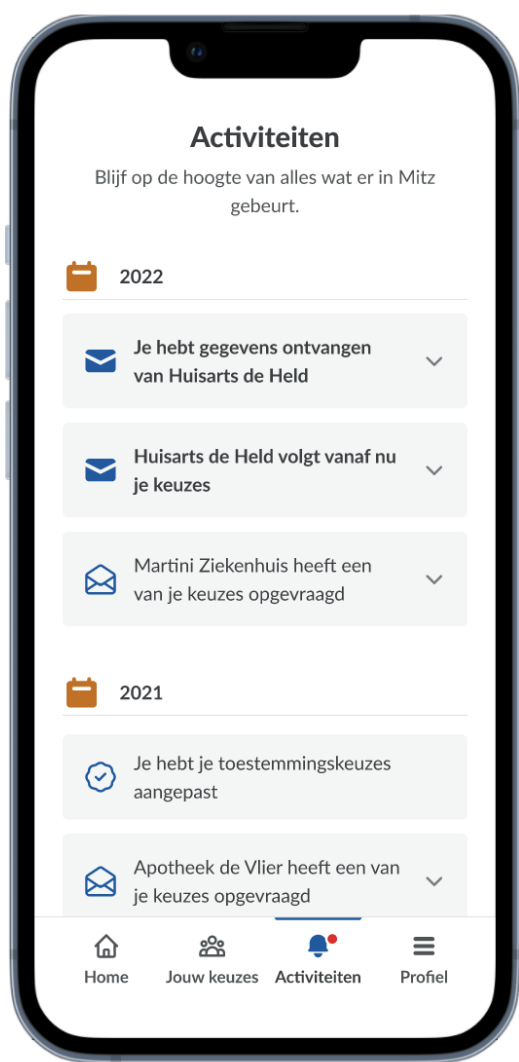 Activiteiten
Blijf op de hoogte van alles wat er in Mitz
gebeurt.
2022
Je hebt gegevens ontvangen
van Huisarts de Held
Huisarts de Held volgt vanaf nu
je keuzes
Martini Ziekenhuis heeft een
van je keuzes opgevraagd
2021
Je hebt je toestemmingskeuzes
aangepast
Apotheek de Vlier heeft een van
je keuzes opgevraagd
Home Jouw keuzes Activiteiten Profiel